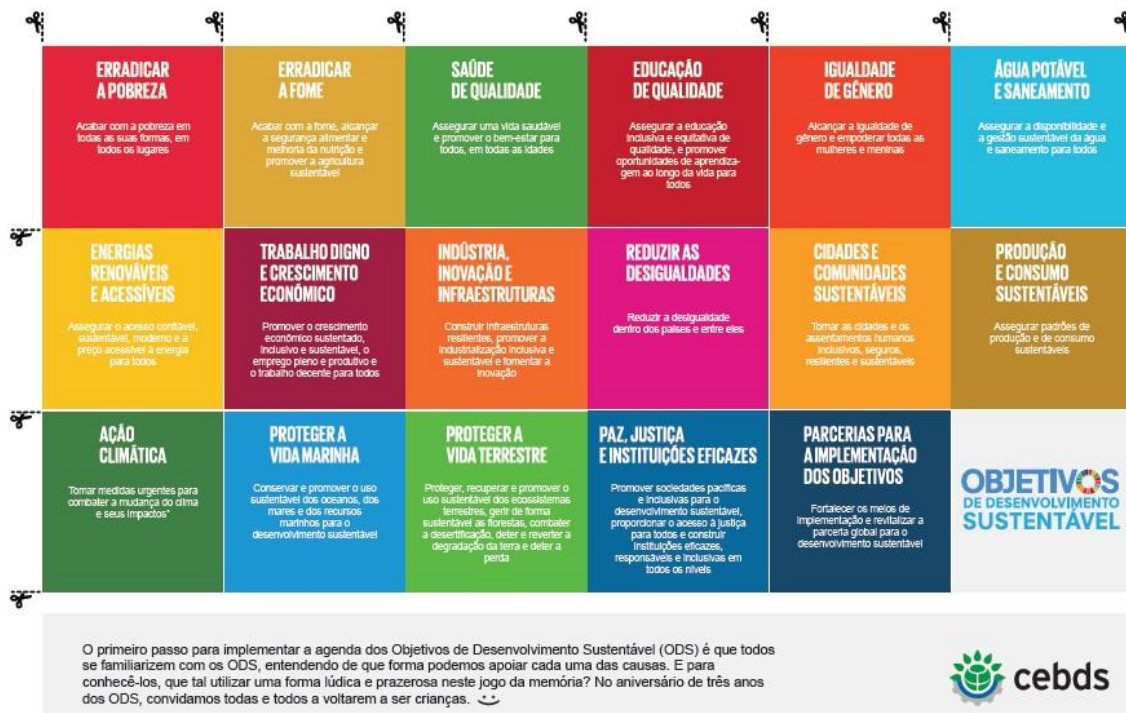 ERRADICAR
A POBREZA
Acabar com a pobreza em
todas as suas formas, em
todos os lugares
ERRADICAR
A FOME
Acabar com a fome, alcançar
a segurança alimentar e
melhoria da nutrição e
promover a agricultura
sustentável
SAÚDE
DE QUALIDADE
Assegurar uma vida saudável
e promover o bem-estar para
todos, em todas as idades
EDUCAÇÃO
DE QUALIDADE
Assegurar a educação
inclusiva e equitativa de
qualidade, e promover
oportunidades de aprendiza-
gem ao longo da vida para
todos
IGUALDADE
DE GÊNERO
Alcançar a igualdade de
gênero e empoderar todas as
mulheres e meninas
ÁGUA POTÁVEL
E SANEAMENTO
Assegurar a disponibilidade e
a gestão sustentável da água
e saneamento para todos
ENERGIAS
RENOVÁVEIS
E ACESSÍVEIS
Assegurar o acesso confiável,
sustentável, moderno e a
preço acessível à energia
para todos
TRABALHO DIGNO
E CRESCIMENTO
ECONÔMICO
Promover o crescimento
econômico sustentado,
inclusivo e sustentável, o
emprego pleno e produtivo e
o trabalho decente para todos
INDÚSTRIA,
INOVAÇÃO E
INFRAESTRUTURAS
Construir infraestruturas
resilientes, promover a
industrialização inclusiva e
sustentável e fomentar a
inovação
REDUZIR AS
DESIGUALDADES
Reduzir a desigualdade
dentro dos países e entre eles
CIDADES E
COMUNIDADES
SUSTENTÁVEIS
Tornar as cidades e os
assentamentos humanos
inclusivos, seguros,
resilientes e sustentáveis
PRODUÇÃO
E CONSUMO
SUSTENTÁVEIS
Assegurar padrões de
produção e de consumo
sustentáveis
AÇÃO
CLIMÁTICA
Tomar medidas urgentes para
combater a mudança do clima
e seus impactos*
PROTEGER A
VIDA MARINHA
Conservar e promover o uso
sustentável dos oceanos, dos
mares e dos recursos
marinhos para o
desenvolvimento sustentável
PROTEGER A
VIDA TERRESTRE
Proteger, recuperar e promover o
uso sustentável dos ecossistemas
terrestres, gerir de forma
sustentável as florestas, combater
a desertificação, deter e reverter a
degradação da terra e deter a
perda
PAZ, JUSTIÇA
E INSTITUIÇÕES EFICAZES
Promover sociedades pacíficas
e inclusivas para o
desenvolvimento sustentável,
proporcionar o acesso à justiça
para todos e construir
instituições eficazes,
responsáveis e inclusivas em
todos os níveis
PARCERIAS PARA
A IMPLEMENTAÇÃO
DOS OBJETIVOS
Fortalecer os meios de
implementação e revitalizar a
parceria global para o
desenvolvimento sustentável
OBJETIVOS
DE DESENVOLVIMENTO
SUSTENTÁVEL
O primeiro passo para implementar a agenda dos Objetivos de Desenvolvimento Sustentável (ODS) é que todos
se familiarizem com os ODS, entendendo de que forma podemos apoiar cada uma das causas. E para
conhecê-los, que tal utilizar uma forma lúdica e prazerosa neste jogo da memória? No aniversário de três anos
dos ODS, convidamos todas e todos a voltarem a ser crianças.
cebds